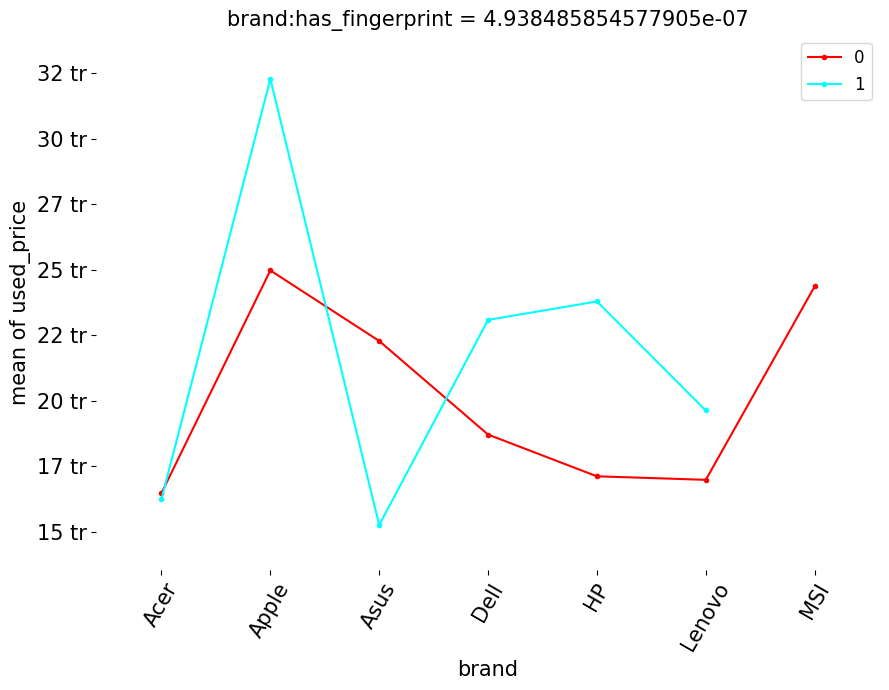 brand:has_fingerprint = 4.938485854577905e-07
0
1
mean of used_price
32 tr
30 tr
27 tr
25 tr
22 tr
20 tr
17 tr
15 tr
Acer
Apple
Asus
Dell
HP
Lenovo
MSI
brand